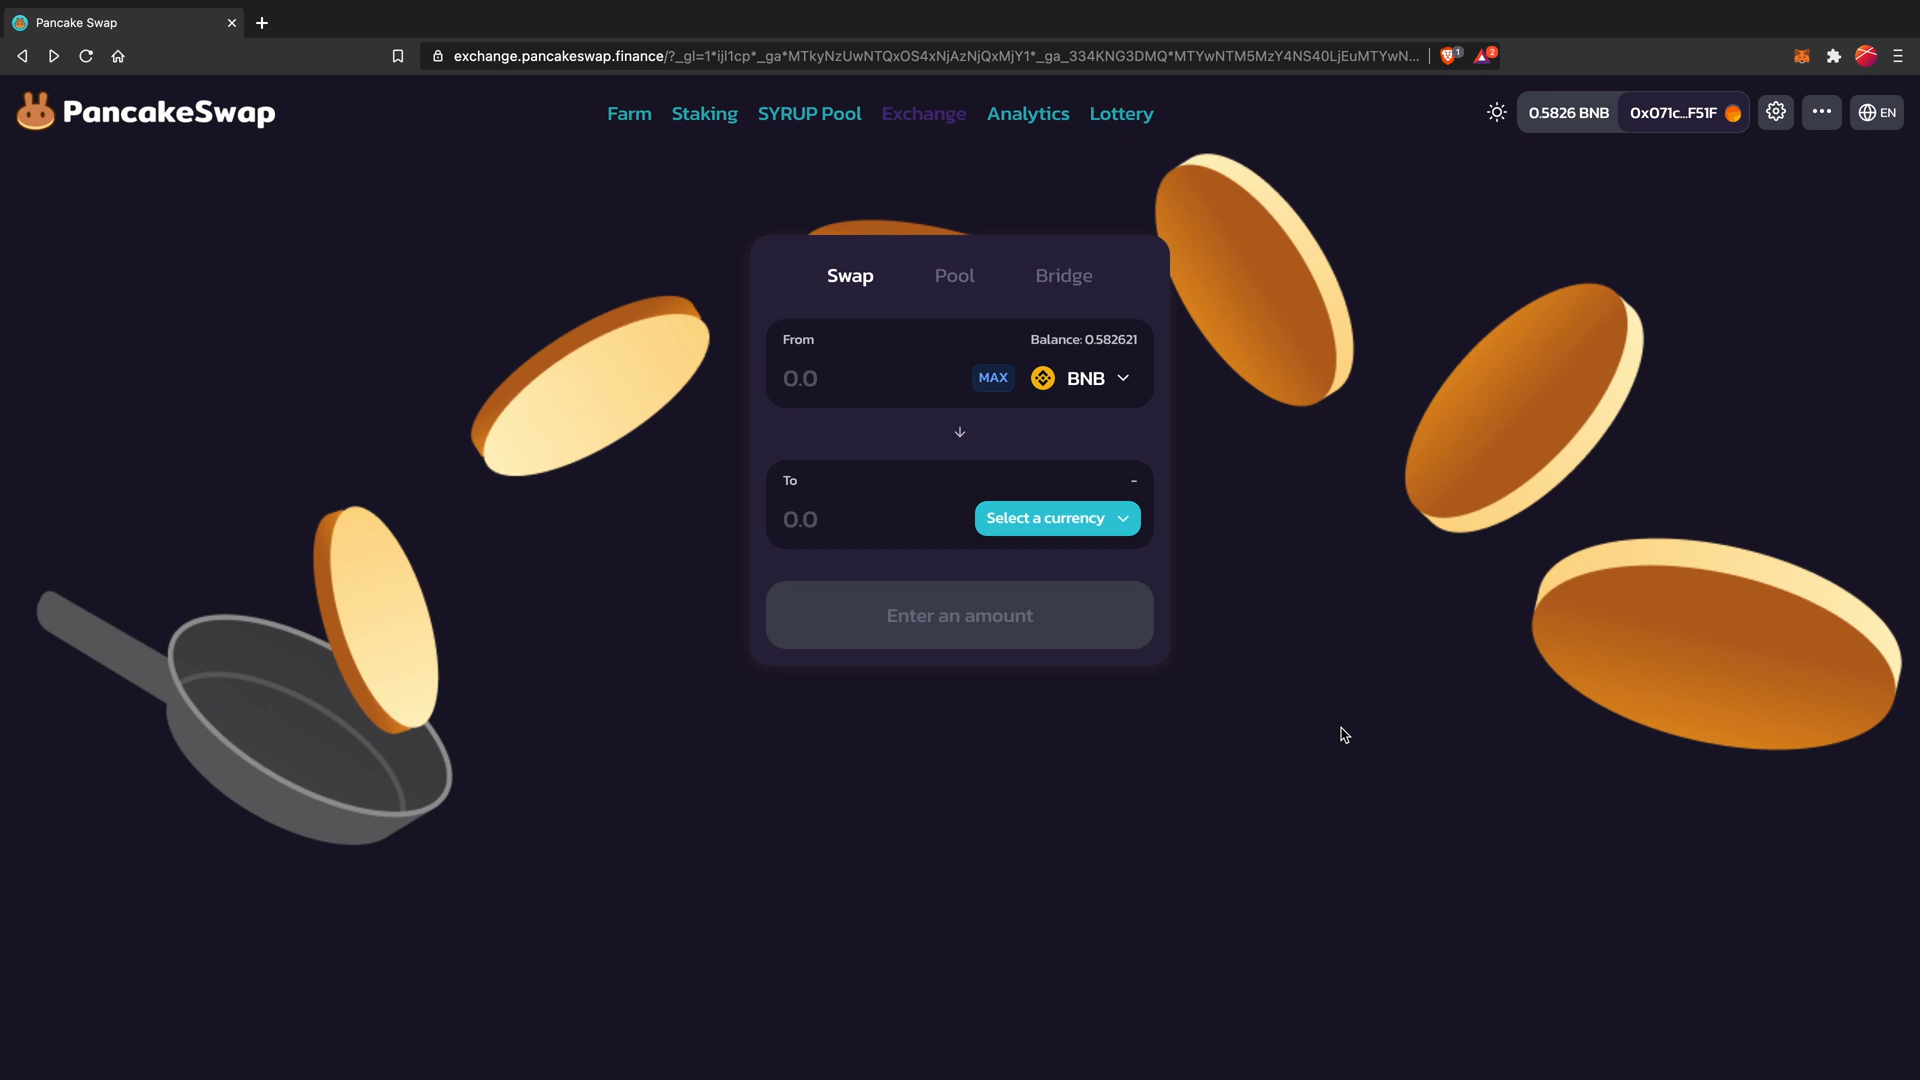 Pancake Swap
exchange.pancakeswap.finance/?_gl=1*ijl1cp*_ga*MTkyNzUwNTQxOS4xNjAzNjQxMjY1*_ga_334KNG3DMQ*MTYwNTM5MzY4NS40LjEuMTYwN...
1
2
PancakeSwap
Farm Staking SYRUP Pool Exchange Analytics Lottery
0.5826 BNB 0x071c...F51F EN
Swap Pool Bridge
From Balance: 0.582621
0.0 MAX BNB
To -
0.0 Select a currency
Enter an amount